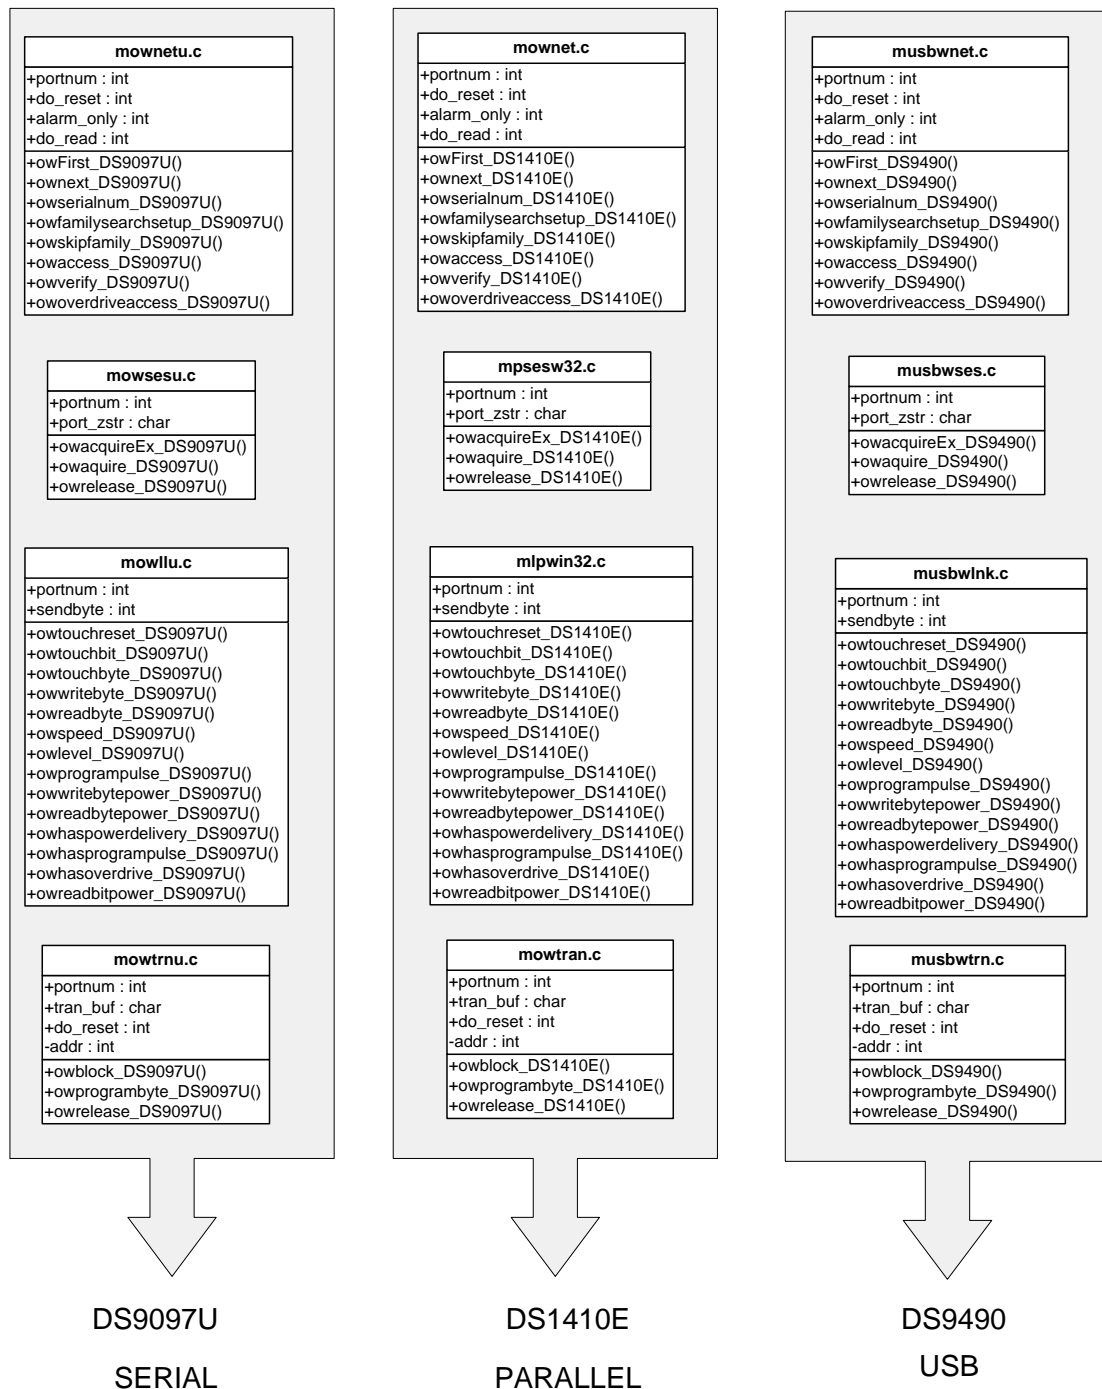 mownetu.c
+portnum : int
+do_reset : int
+alarm_only : int
+do_read : int
+owFirst_DS9097U()
+ownext_DS9097U()
+owserialnum_DS9097U()
+owfamilysearchsetup_DS9097U()
+owskipfamily_DS9097U()
+owaccess_DS9097U()
+owverify_DS9097U()
+owoverdriveaccess_DS9097U()
mowsesu.c
+portnum : int
+port_zstr : char
+owacquireEx_DS9097U()
+owaquire_DS9097U()
+owrelease_DS9097U()
mowllu.c
+portnum : int
+sendbyte : int
+owtouchreset_DS9097U()
+owtouchbit_DS9097U()
+owtouchbyte_DS9097U()
+owwritebyte_DS9097U()
+owreadbyte_DS9097U()
+owspeed_DS9097U()
+owlevel_DS9097U()
+owprogrampulse_DS9097U()
+owwritebytepower_DS9097U()
+owreadbytepower_DS9097U()
+owhaspowerdelivery_DS9097U()
+owhasprogrampulse_DS9097U()
+owhasoverdrive_DS9097U()
+owreadbitpower_DS9097U()
mowtrnu.c
+portnum : int
+tran_buf : char
+do_reset : int
-addr : int
+owblock_DS9097U()
+owprogrambyte_DS9097U()
+owrelease_DS9097U()
DS9097U
SERIAL
mownet.c
+portnum : int
+do_reset : int
+alarm_only : int
+do_read : int
+owFirst_DS1410E()
+ownext_DS1410E()
+owserialnum_DS1410E()
+owfamilysearchsetup_DS1410E()
+owskipfamily_DS1410E()
+owaccess_DS1410E()
+owverify_DS1410E()
+owoverdriveaccess_DS1410E()
mpsesw32.c
+portnum : int
+port_zstr : char
+owacquireEx_DS1410E()
+owaquire_DS1410E()
+owrelease_DS1410E()
mlpwin32.c
+portnum : int
+sendbyte : int
+owtouchreset_DS1410E()
+owtouchbit_DS1410E()
+owtouchbyte_DS1410E()
+owwritebyte_DS1410E()
+owreadbyte_DS1410E()
+owspeed_DS1410E()
+owlevel_DS1410E()
+owprogrampulse_DS1410E()
+owwritebytepower_DS1410E()
+owreadbytepower_DS1410E()
+owhaspowerdelivery_DS1410E()
+owhasprogrampulse_DS1410E()
+owhasoverdrive_DS1410E()
+owreadbitpower_DS1410E()
mowtran.c
+portnum : int
+tran_buf : char
+do_reset : int
-addr : int
+owblock_DS1410E()
+owprogrambyte_DS1410E()
+owrelease_DS1410E()
DS1410E
PARALLEL
musbwnet.c
+portnum : int
+do_reset : int
+alarm_only : int
+do_read : int
+owFirst_DS9490()
+ownext_DS9490()
+owserialnum_DS9490()
+owfamilysearchsetup_DS9490()
+owskipfamily_DS9490()
+owaccess_DS9490()
+owverify_DS9490()
+owoverdriveaccess_DS9490()
musbwses.c
+portnum : int
+port_zstr : char
+owacquireEx_DS9490()
+owaquire_DS9490()
+owrelease_DS9490()
musbwlnk.c
+portnum : int
+sendbyte : int
+owtouchreset_DS9490()
+owtouchbit_DS9490()
+owtouchbyte_DS9490()
+owwritebyte_DS9490()
+owreadbyte_DS9490()
+owspeed_DS9490()
+owlevel_DS9490()
+owprogrampulse_DS9490()
+owwritebytepower_DS9490()
+owreadbytepower_DS9490()
+owhaspowerdelivery_DS9490()
+owhasprogrampulse_DS9490()
+owhasoverdrive_DS9490()
+owreadbitpower_DS9490()
musbwtrn.c
+portnum : int
+tran_buf : char
+do_reset : int
-addr : int
+owblock_DS9490()
+owprogrambyte_DS9490()
+owrelease_DS9490()
DS9490
USB